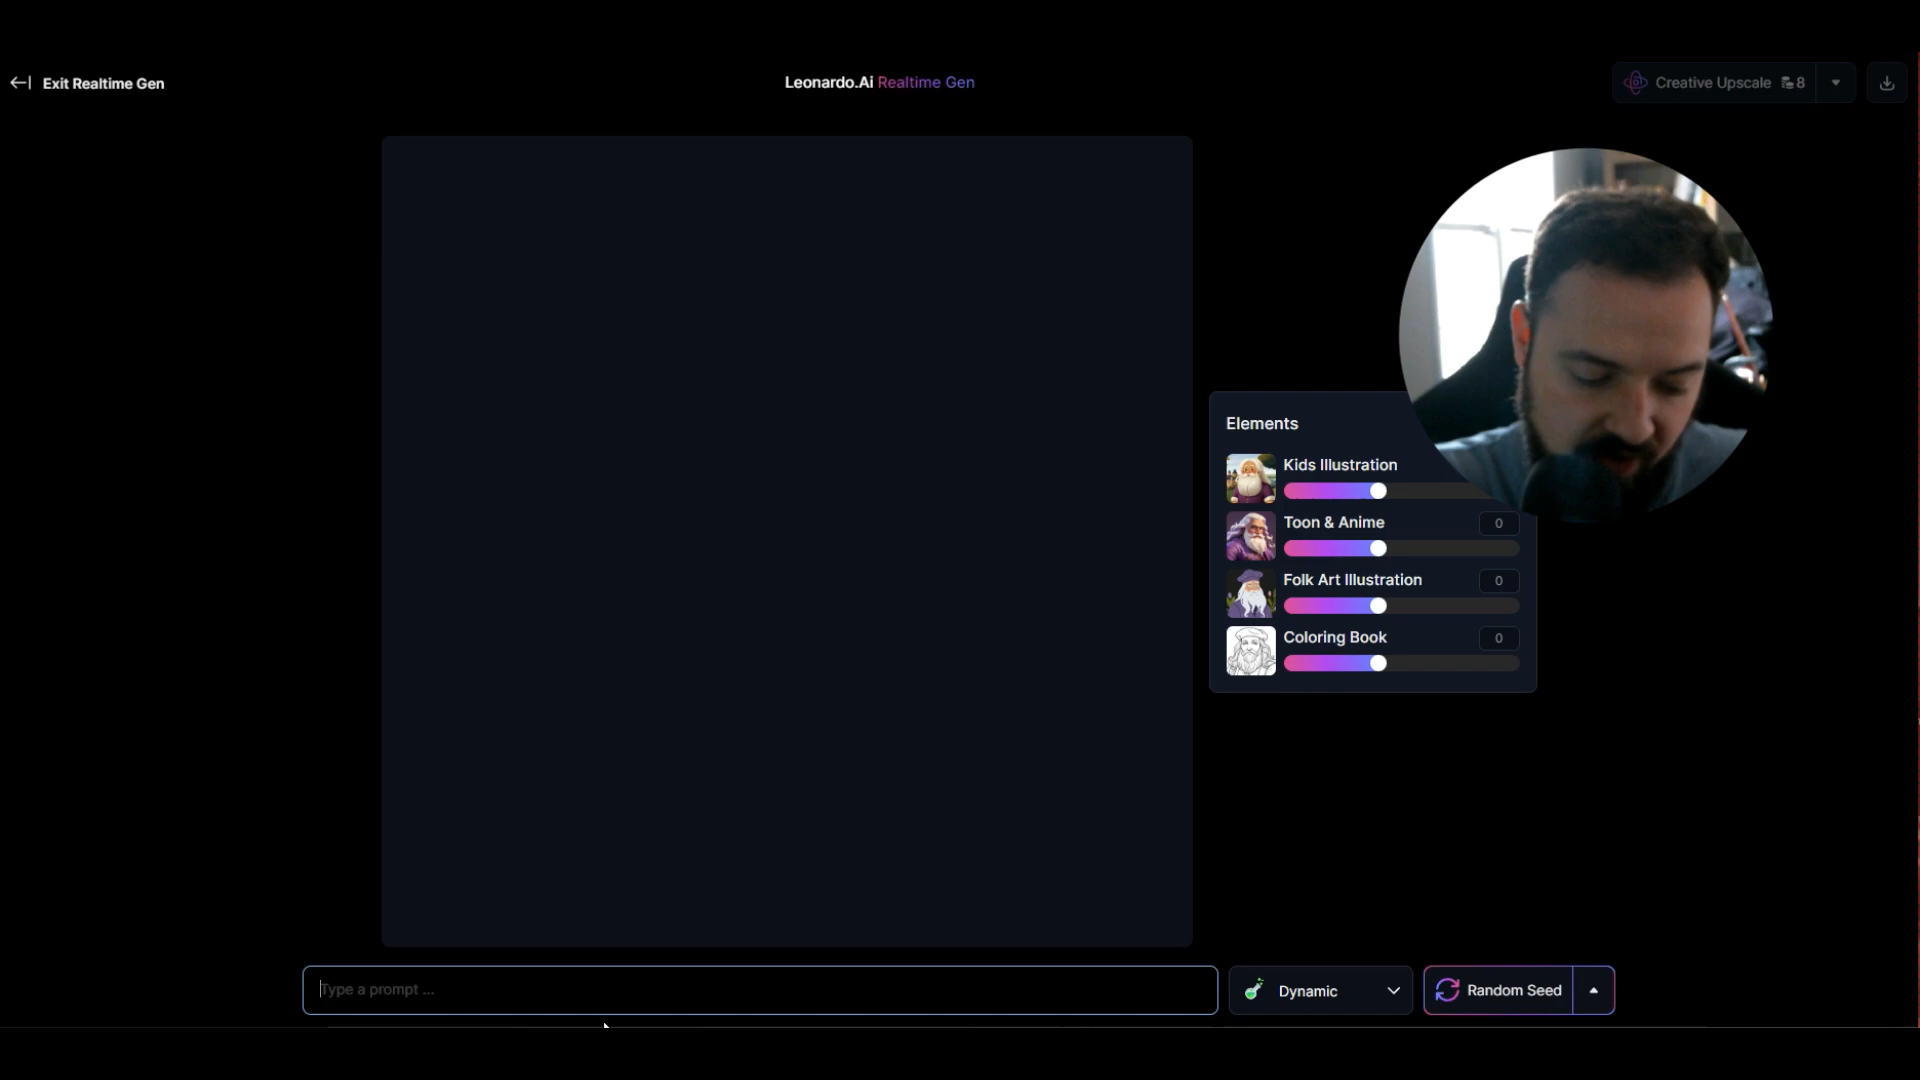 Exit Realtime Gen
Leonardo.Ai Realtime Gen
Creative Upscale 8
Elements
Kids Illustration
Toon & Anime 0
Folk Art Illustration 0
Coloring Book 0
Type a prompt ...
Dynamic
Random Seed